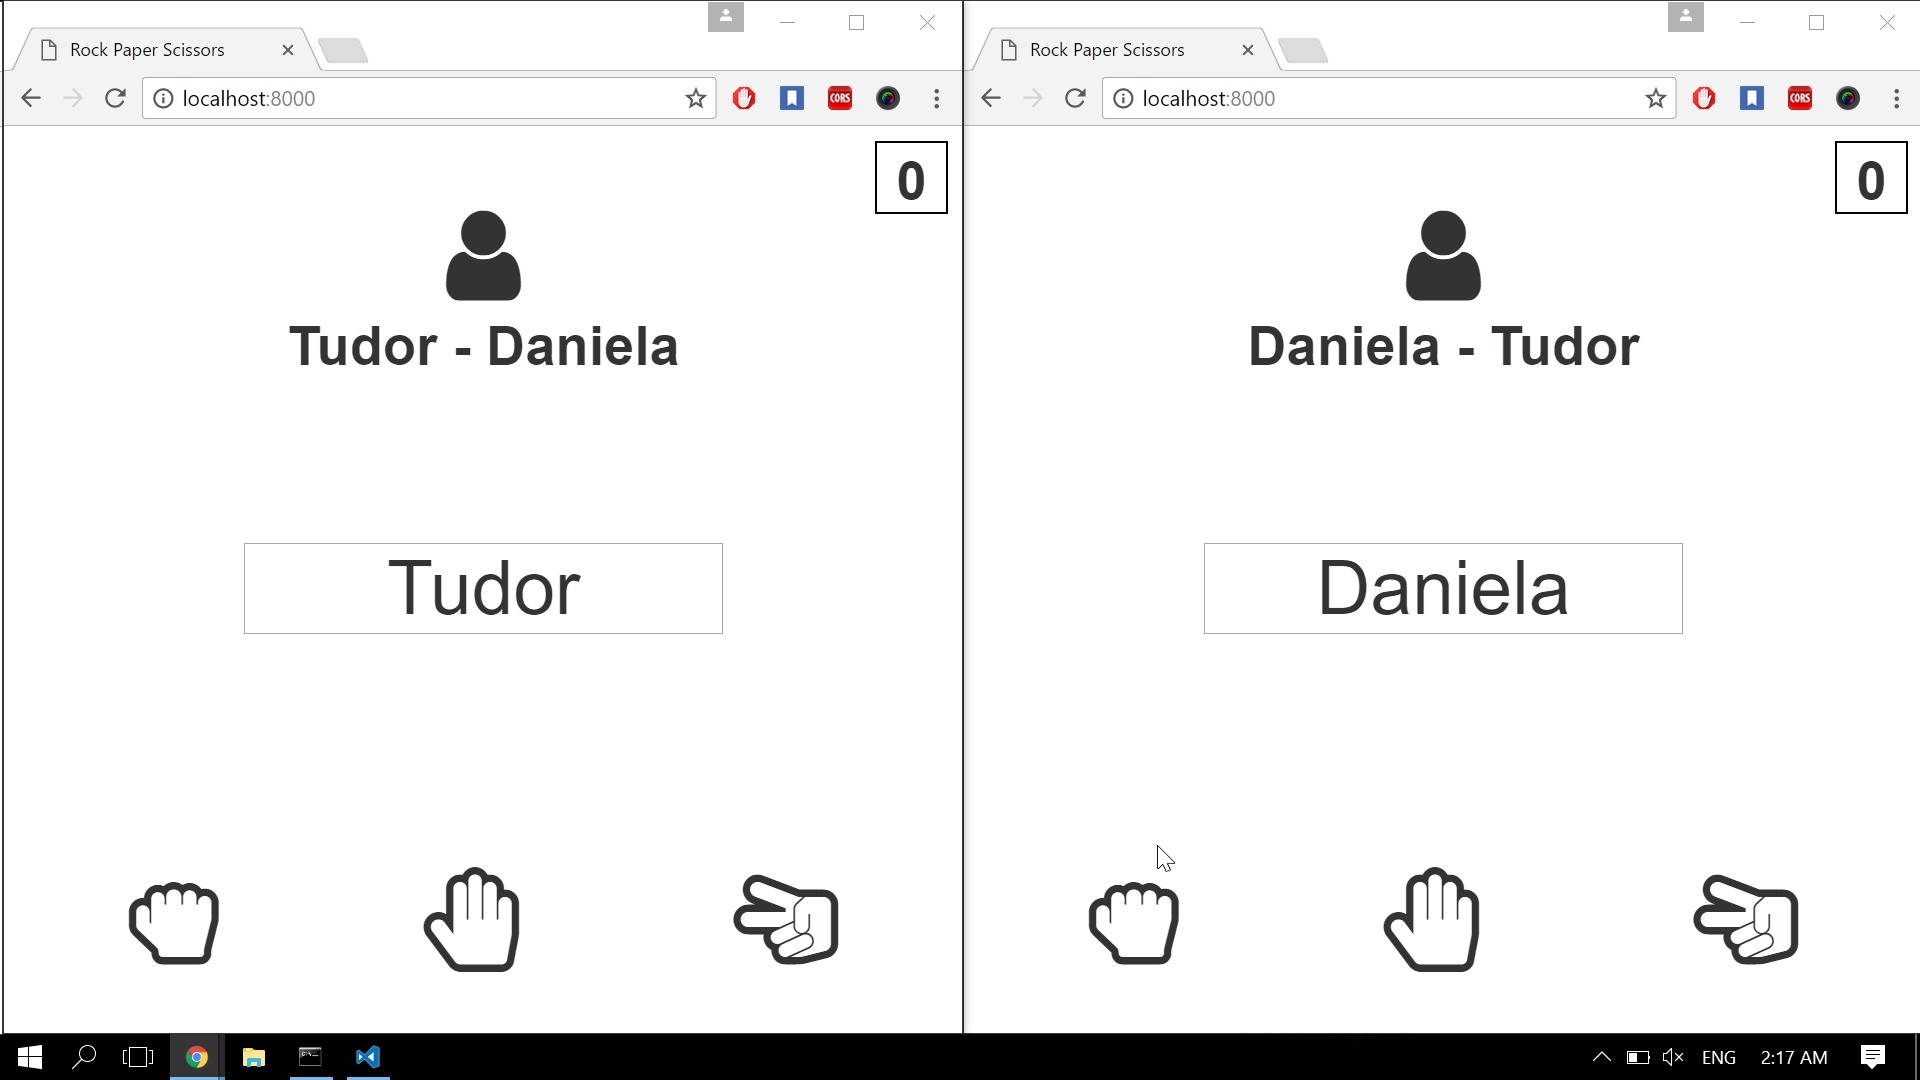 Rock Paper Scissors
localhost:8000
CORS
0
Tudor - Daniela
Tudor
Rock Paper Scissors
localhost:8000
CORS
0
Daniela - Tudor
Daniela
ENG
2:17 AM